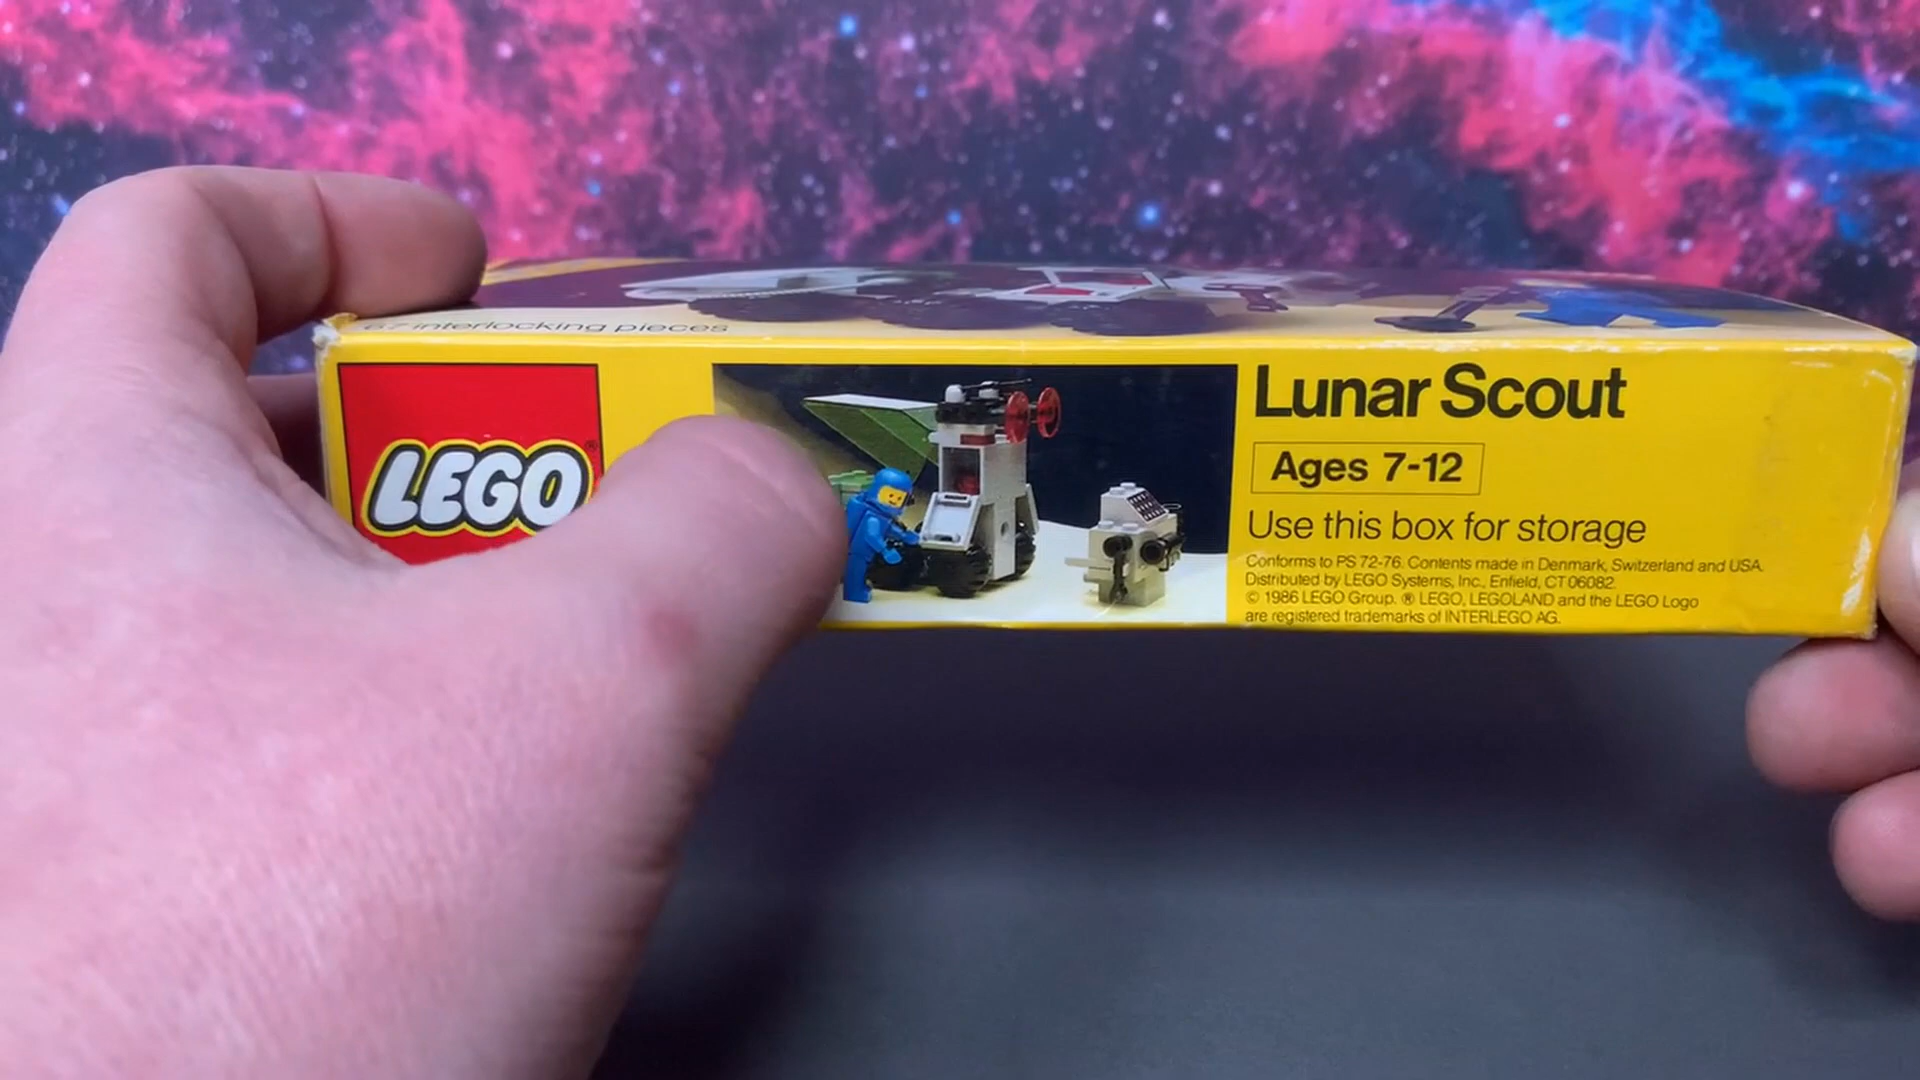 67 interlocking pieces
LEGO ®
Lunar Scout
Ages 7-12
Use this box for storage
Conforms to PS 72-76. Contents made in Denmark, Switzerland and USA.
Distributed by LEGO Systems, Inc., Enfield, CT 06082.
© 1986 LEGO Group. ® LEGO, LEGOLAND and the LEGO Logo
are registered trademarks of INTERLEGO AG.